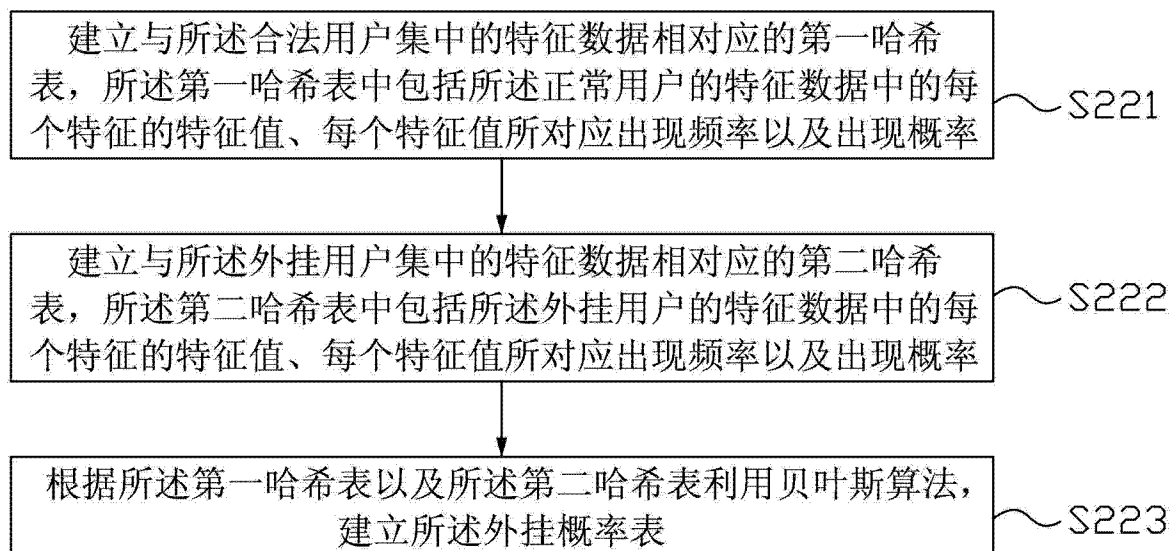 建立与所述合法用户集中的特征数据相对应的第一哈希
表，所述第一哈希表中包括所述正常用户的特征数据中的每
个特征的特征值、每个特征值所对应出现频率以及出现概率
S221
建立与所述外挂用户集中的特征数据相对应的第二哈希
表，所述第二哈希表中包括所述外挂用户的特征数据中的每
个特征的特征值、每个特征值所对应出现频率以及出现概率
S222
根据所述第一哈希表以及所述第二哈希表利用贝叶斯算法，
建立所述外挂概率表
S223